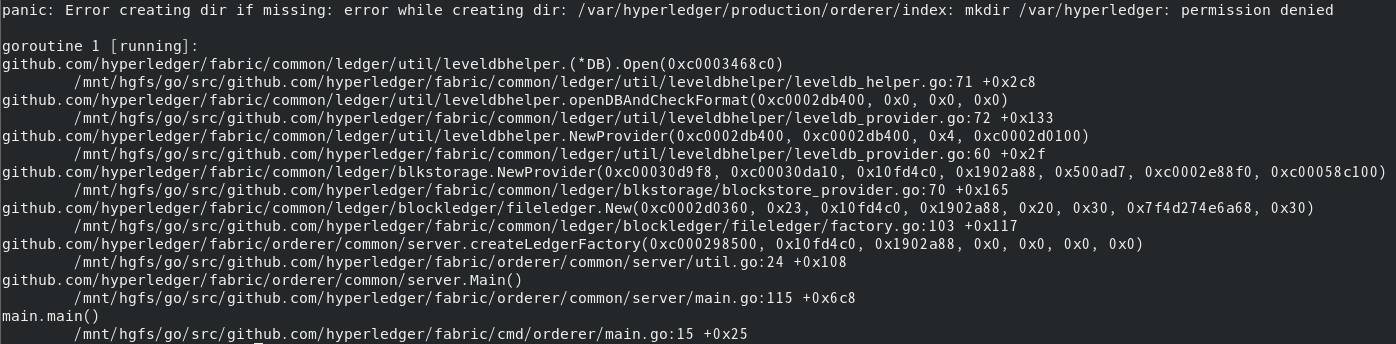 panic: Error creating dir if missing: error while creating dir: /var/hyperledger/production/orderer/index: mkdir /var/hyperledger: permission denied
goroutine 1 [running]:
github.com/hyperledger/fabric/common/ledger/util/leveldbhelper.(*DB).Open(0xc0003468c0)
/mnt/hgfs/go/src/github.com/hyperledger/fabric/common/ledger/util/leveldbhelper/leveldb_helper.go:71 +0x2c8
github.com/hyperledger/fabric/common/ledger/util/leveldbhelper.openDBAndCheckFormat(0xc0002db400, 0x0, 0x0, 0x0)
/mnt/hgfs/go/src/github.com/hyperledger/fabric/common/ledger/util/leveldbhelper/leveldb_provider.go:72 +0x133
github.com/hyperledger/fabric/common/ledger/util/leveldbhelper.NewProvider(0xc0002db400, 0xc0002db400, 0x4, 0xc0002d0100)
/mnt/hgfs/go/src/github.com/hyperledger/fabric/common/ledger/util/leveldbhelper/leveldb_provider.go:60 +0x2f
github.com/hyperledger/fabric/common/ledger/blkstorage.NewProvider(0xc00030d9f8, 0xc00030da10, 0x10fd4c0, 0x1902a88, 0x500ad7, 0xc0002e88f0, 0xc00058c100)
/mnt/hgfs/go/src/github.com/hyperledger/fabric/common/ledger/blkstorage/blockstore_provider.go:70 +0x165
github.com/hyperledger/fabric/common/ledger/blockledger/fileledger.New(0xc0002d0360, 0x23, 0x10fd4c0, 0x1902a88, 0x20, 0x30, 0x7f4d274e6a68, 0x30)
/mnt/hgfs/go/src/github.com/hyperledger/fabric/common/ledger/blockledger/fileledger/factory.go:103 +0x117
github.com/hyperledger/fabric/orderer/common/server.createLedgerFactory(0xc000298500, 0x10fd4c0, 0x1902a88, 0x0, 0x0, 0x0, 0x0)
/mnt/hgfs/go/src/github.com/hyperledger/fabric/orderer/common/server/util.go:24 +0x108
github.com/hyperledger/fabric/orderer/common/server.Main()
/mnt/hgfs/go/src/github.com/hyperledger/fabric/orderer/common/server/main.go:115 +0x6c8
main.main()
/mnt/hgfs/go/src/github.com/hyperledger/fabric/cmd/orderer/main.go:15 +0x25